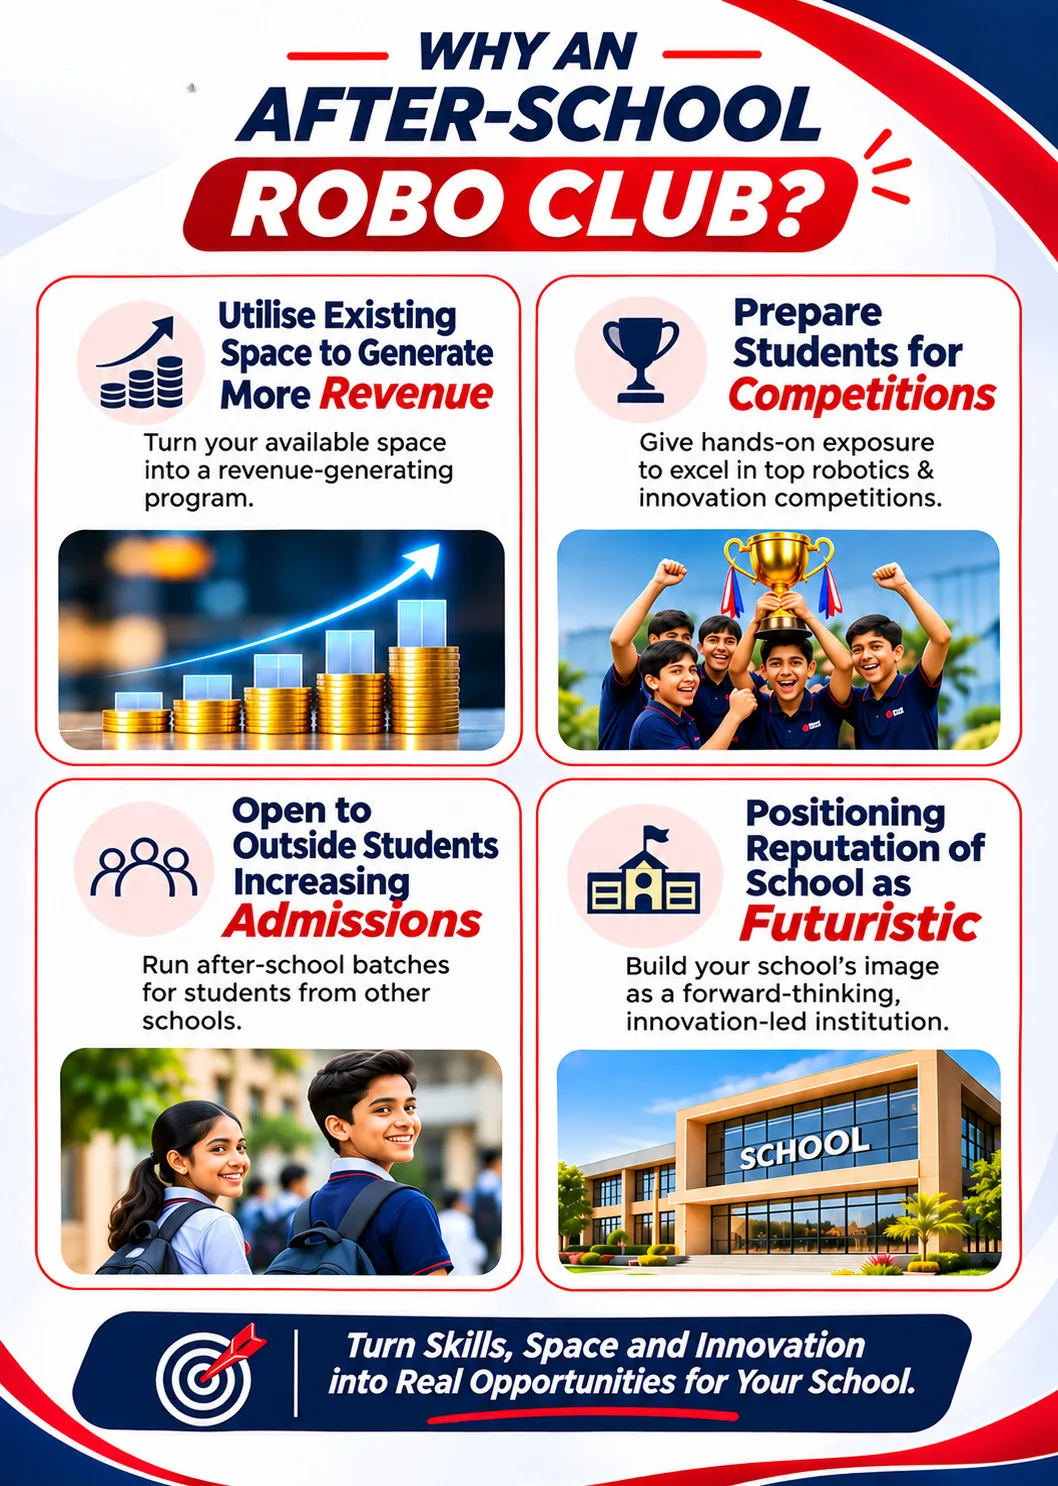 WHY AN
AFTER-SCHOOL
ROBO CLUB?
Utilise Existing
Space to Generate
More Revenue
Turn your available space
into a revenue-generating
program.
Prepare
Students for
Competitions
Give hands-on exposure
to excel in top robotics &
innovation competitions.
Open to
Outside Students
Increasing
Admissions
Run after-school batches
for students from other
schools.
Positioning
Reputation of
School as
Futuristic
Build your school's image
as a forward-thinking,
innovation-led institution.
SCHOOL
Turn Skills, Space and Innovation
into Real Opportunities for Your School.